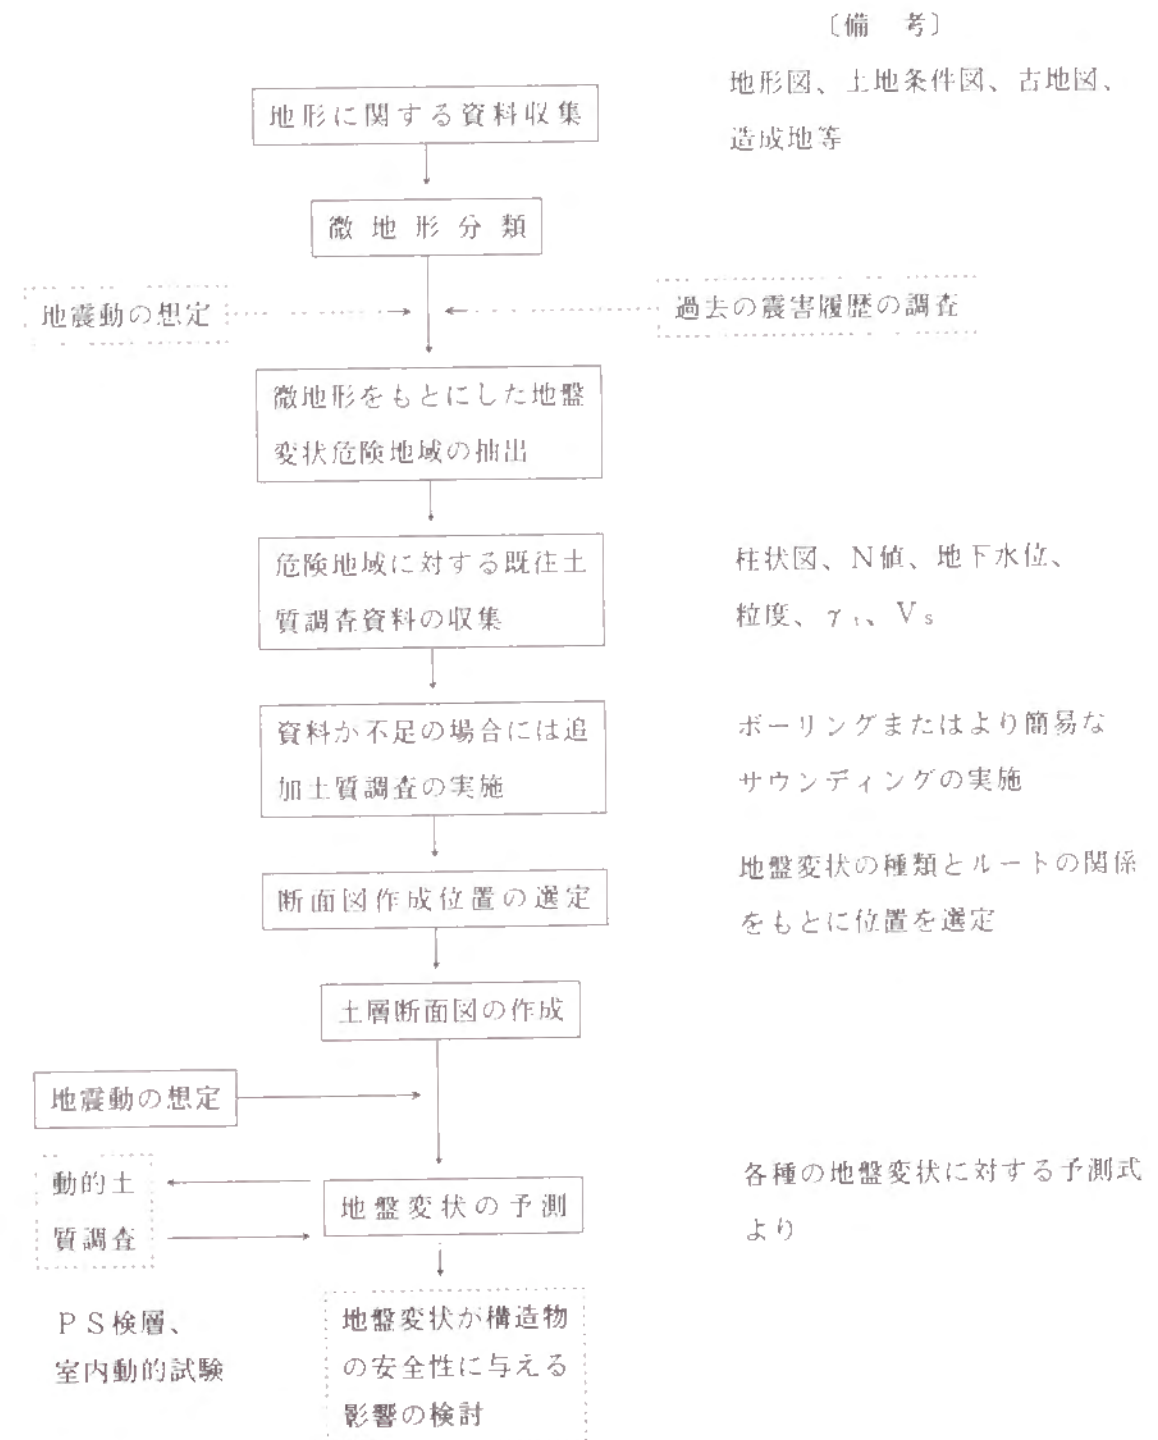 〔備 考〕
地形に関する資料収集
地形図、土地条件図、古地図、
造成地等
微地形分類
地震動の想定
過去の震害履歴の調査
微地形をもとにした地盤
変状危険地域の抽出
危険地域に対する既往土
質調査資料の収集
柱状図、N値、地下水位、
粒度、γt、Vs
資料が不足の場合には追
加土質調査の実施
ボーリングまたはより簡易な
サウンディングの実施
断面図作成位置の選定
地盤変状の種類とルートの関係
をもとに位置を選定
土層断面図の作成
地震動の想定
動的土
質調査
地盤変状の予測
各種の地盤変状に対する予測式
より
PS検層、
室内動的試験
地盤変状が構造物
の安全性に与える
影響の検討